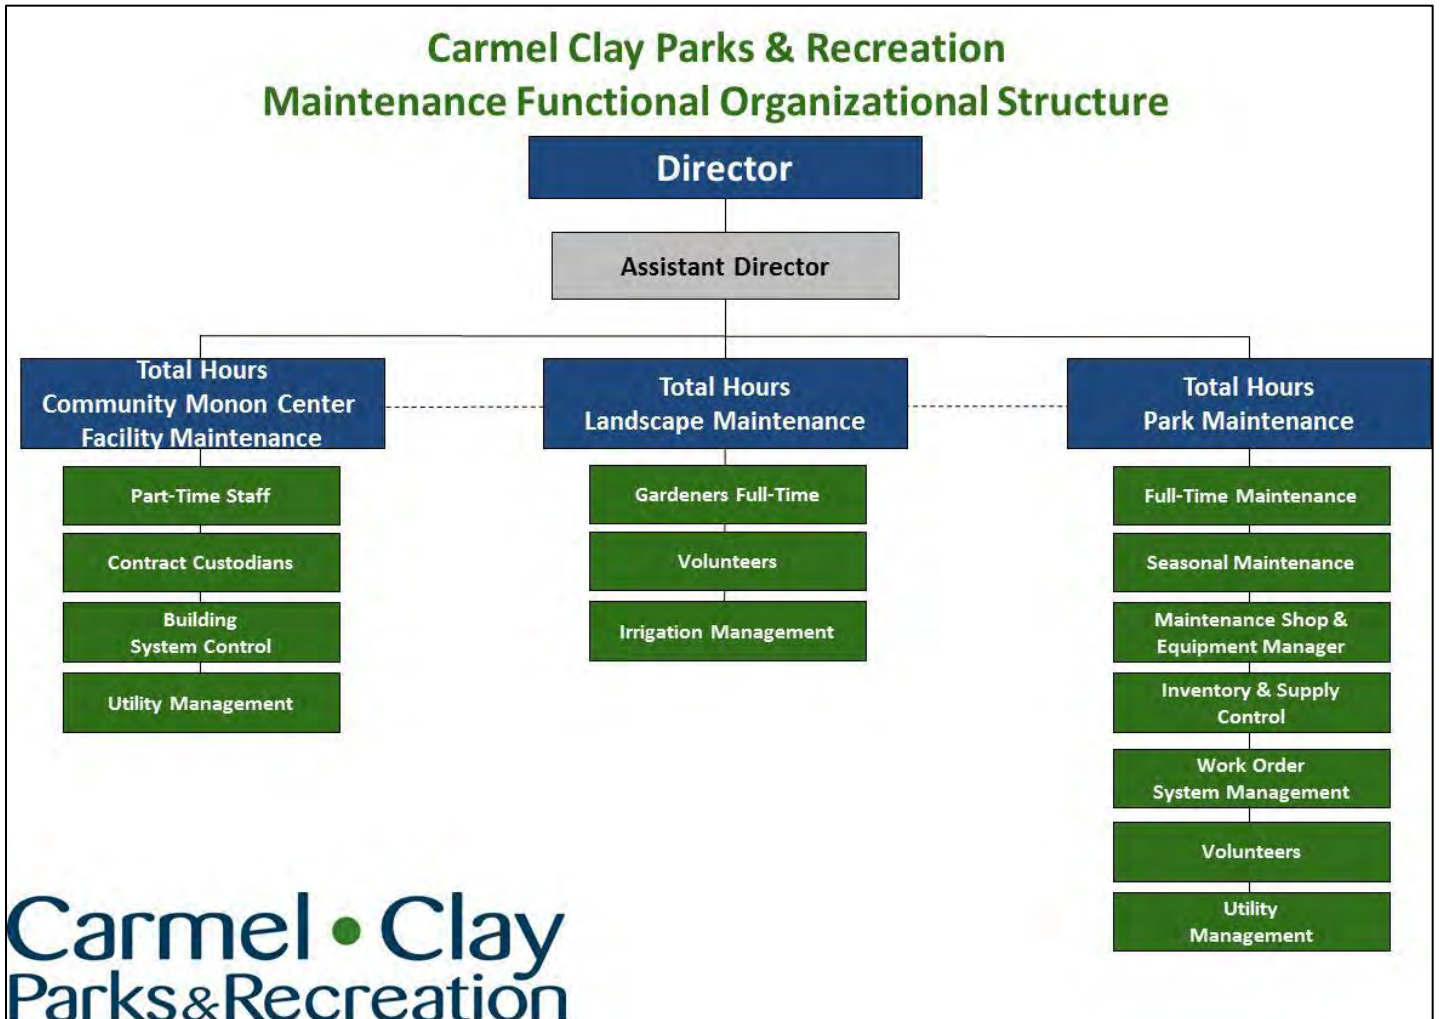 Carmel Clay Parks & Recreation
Maintenance Functional Organizational Structure
Director
Assistant Director
Total Hours
Community Monon Center
Facility Maintenance
Part-Time Staff
Contract Custodians
Building
System Control
Utility Management
Total Hours
Landscape Maintenance
Gardeners Full-Time
Volunteers
Irrigation Management
Total Hours
Park Maintenance
Full-Time Maintenance
Seasonal Maintenance
Maintenance Shop &
Equipment Manager
Inventory & Supply
Control
Work Order
System Management
Volunteers
Utility
Management
Carmel • Clay
Parks&Recreation